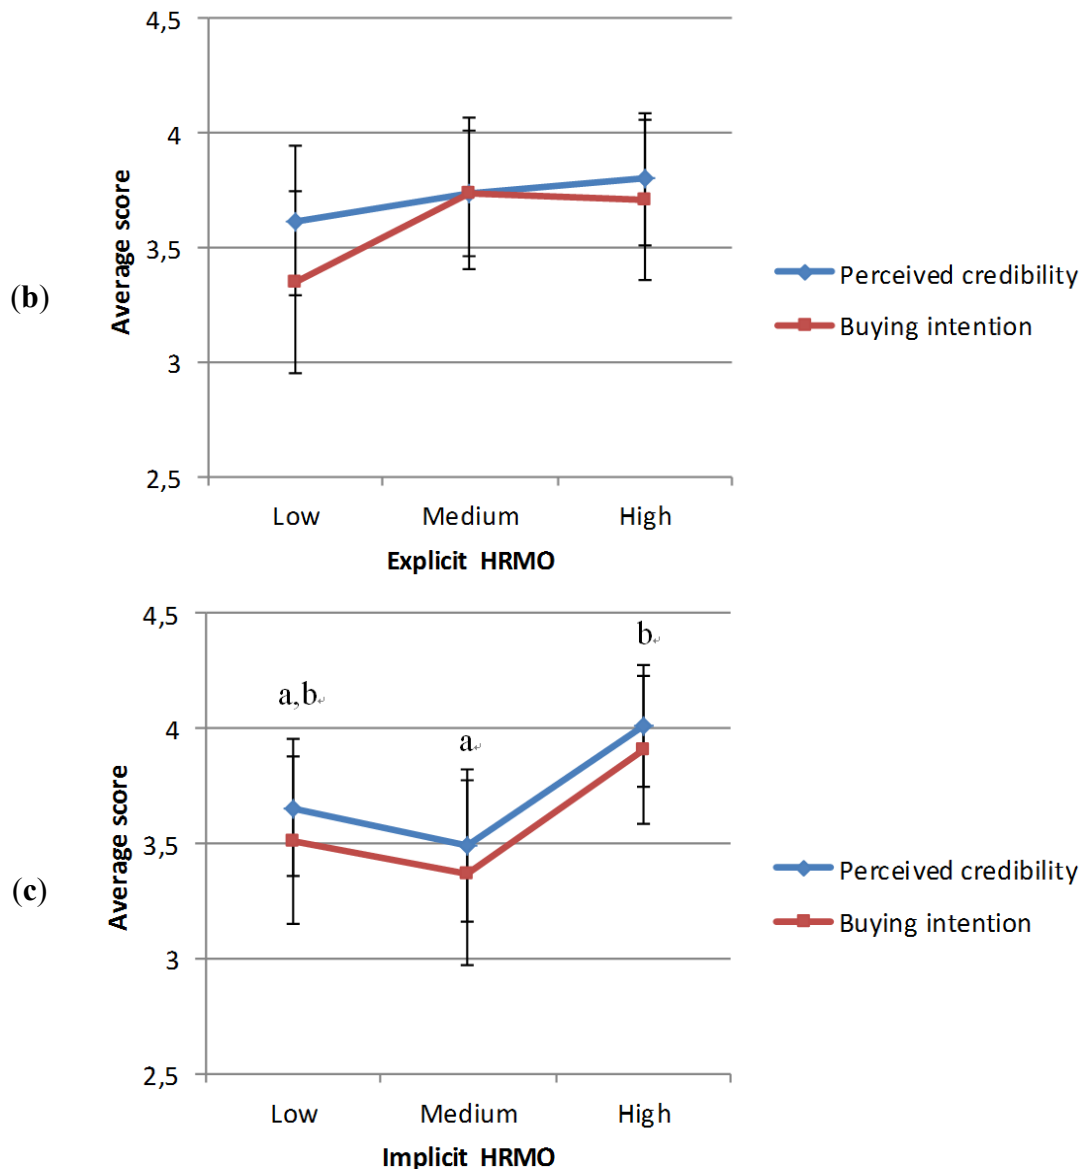 4,5
4
3,5
3
2,5
Average score
(b)
Low Medium High
Explicit HRMO
Perceived credibility
Buying intention
4,5
4
3,5
3
2,5
Average score
(c)
a,b
a
b
Low Medium High
Implicit HRMO
Perceived credibility
Buying intention